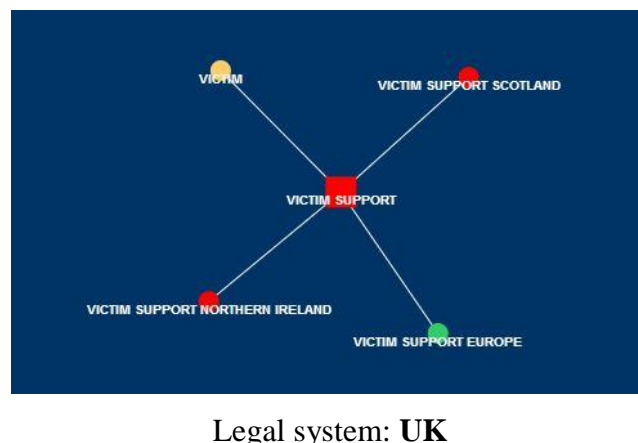 VICTIM
VICTIM SUPPORT SCOTLAND
VICTIM SUPPORT
VICTIM SUPPORT NORTHERN IRELAND
VICTIM SUPPORT EUROPE
Legal system: UK